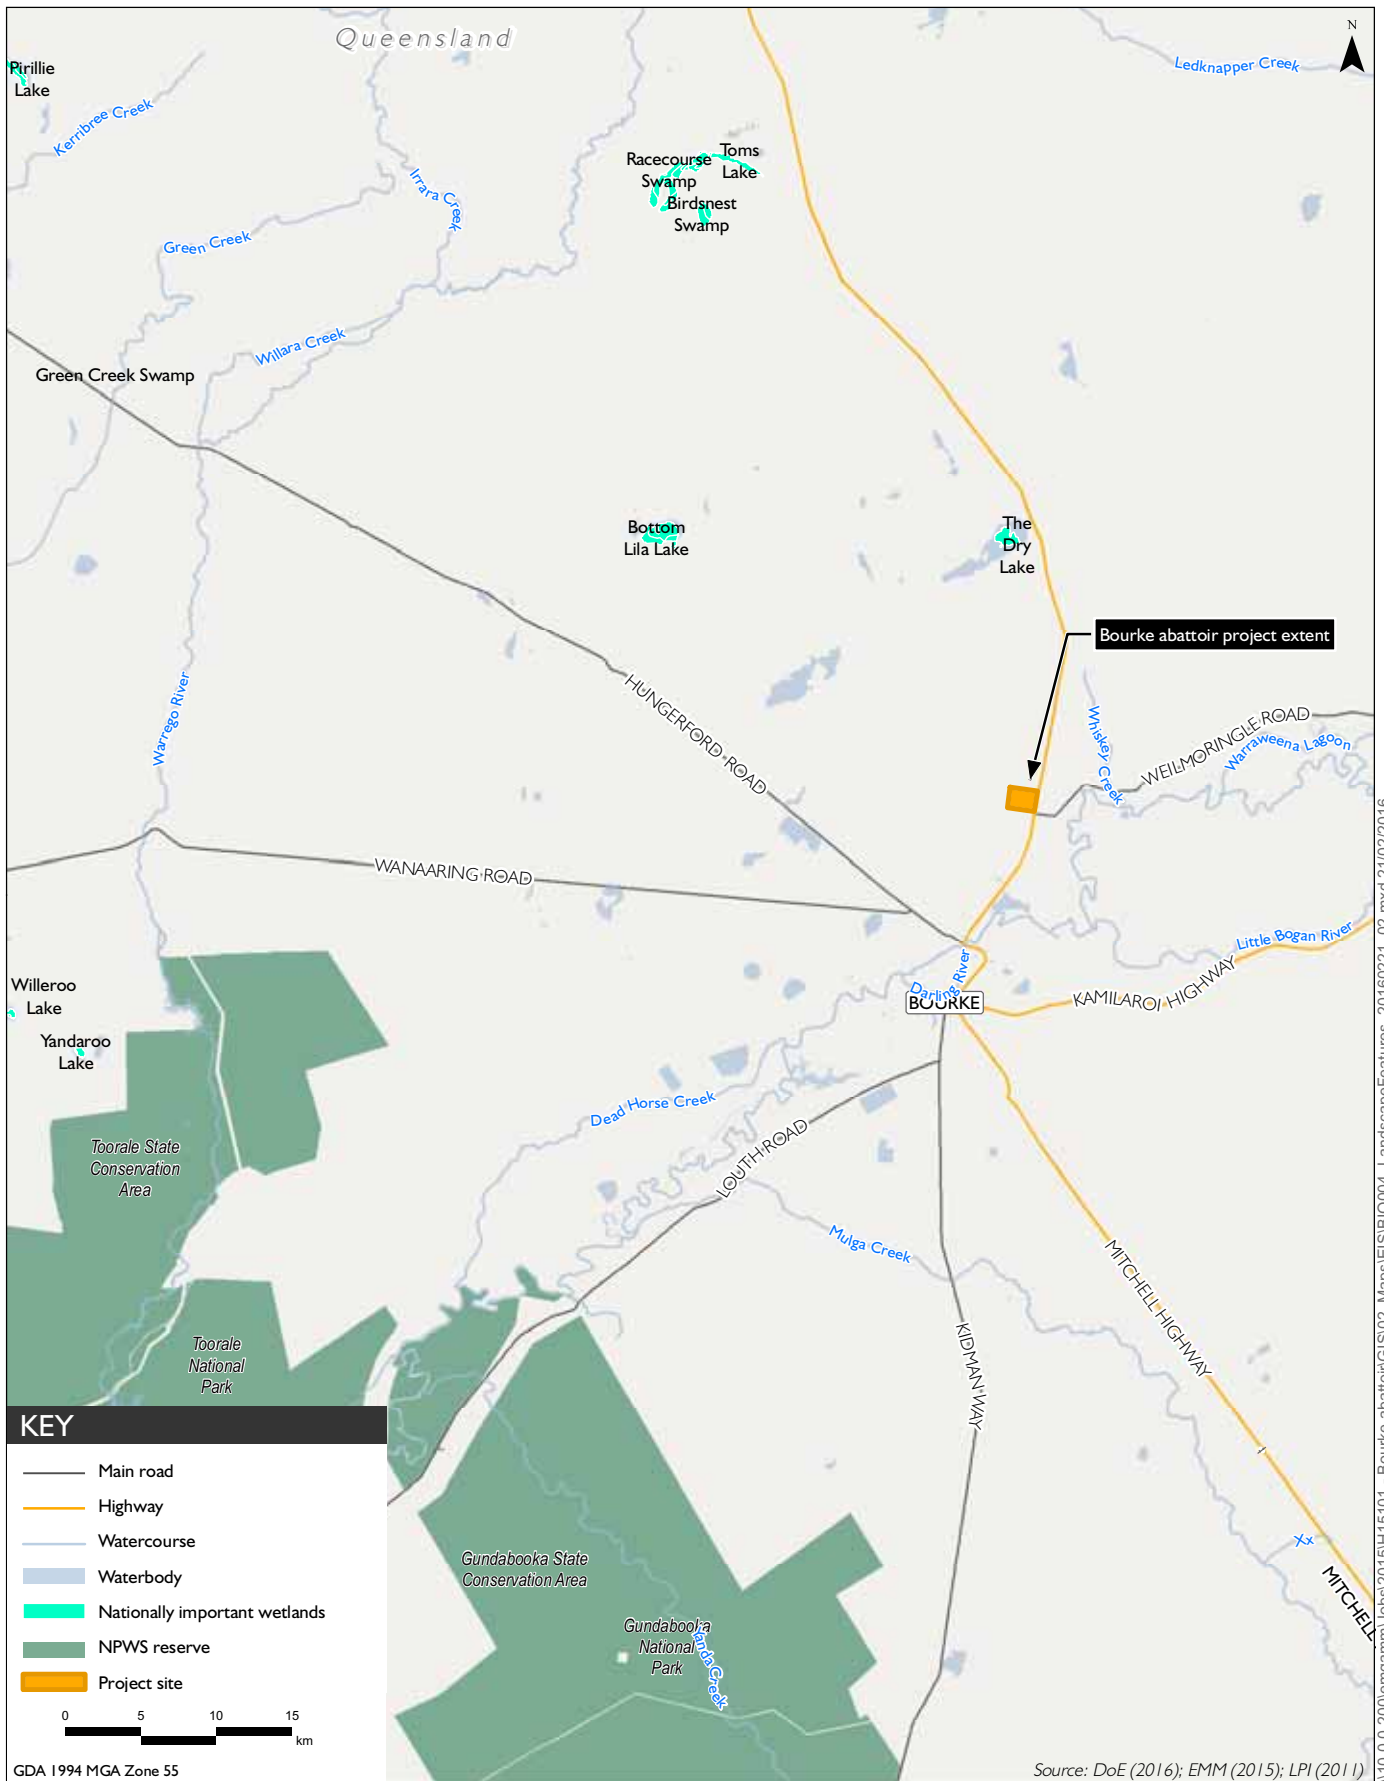 Queensland
N
Ledknapper Creek
Pirillie
Lake
Kerribree Creek
Racecourse
Swamp
Toms
Lake
Birdsnest
Swamp
Irrara Creek
Green Creek
Willara Creek
Green Creek Swamp
Bottom
Lila Lake
The
Dry
Lake
Bourke abattoir project extent
Warrego River
HUNGERFORD ROAD
Whiskey Creek
WEILMORINGLE ROAD
Warraweena Lagoon
WANAARING ROAD
Little Bogan River
Darling River
KAMILAROI HIGHWAY
BOURKE
Willeroo
Lake
Yandaroo
Lake
Dead Horse Creek
LOUTH ROAD
Toorale State
Conservation
Area
Mulga Creek
MITCHELL HIGHWAY
KIDMAN WAY
Toorale
National
Park
Gundabooka State
Conservation Area
Gundabooka
National
Park
Yanda Creek
Xx
MITCHELL
KEY
Main road
Highway
Watercourse
Waterbody
Nationally important wetlands
NPWS reserve
Project site
0 5 10 15
km
GDA 1994 MGA Zone 55
Source: DoE (2016); EMM (2015); LPI (2011)